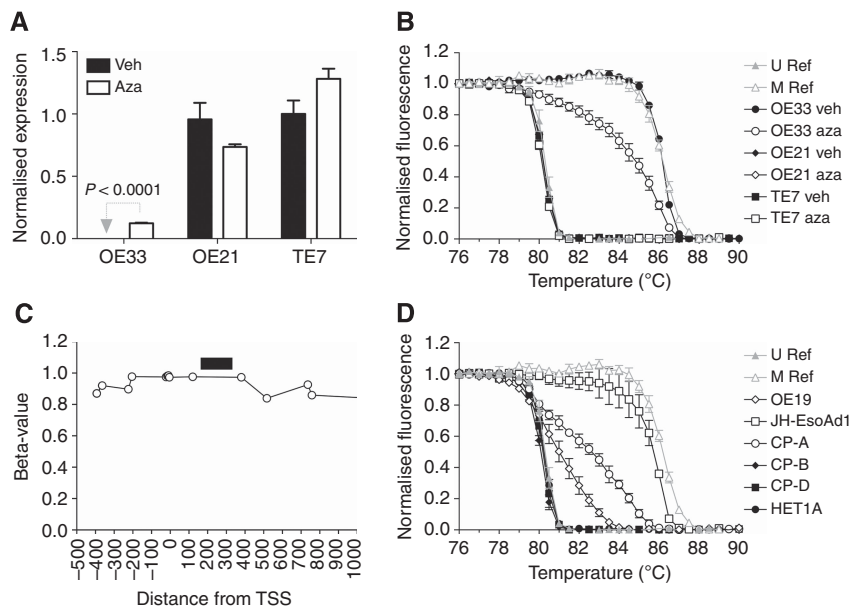 A
Normalised expression
1.5
1.0
0.5
0.0
Veh
Aza
P < 0.0001
OE33 OE21 TE7
B
Normalised fluorescence
1.2
1.0
0.8
0.6
0.4
0.2
0.0
76 78 80 82 84 86 88 90
Temperature (°C)
U Ref
M Ref
OE33 veh
OE33 aza
OE21 veh
OE21 aza
TE7 veh
TE7 aza
C
Beta-value
1.2
1.0
0.8
0.6
0.4
0.2
0.0
–500 –400 –300 –200 –100 0 100 200 300 400 500 600 700 800 900 1000
Distance from TSS
D
Normalised fluorescence
1.2
1.0
0.8
0.6
0.4
0.2
0.0
76 78 80 82 84 86 88 90
Temperature (°C)
U Ref
M Ref
OE19
JH-EsoAd1
CP-A
CP-B
CP-D
HET1A